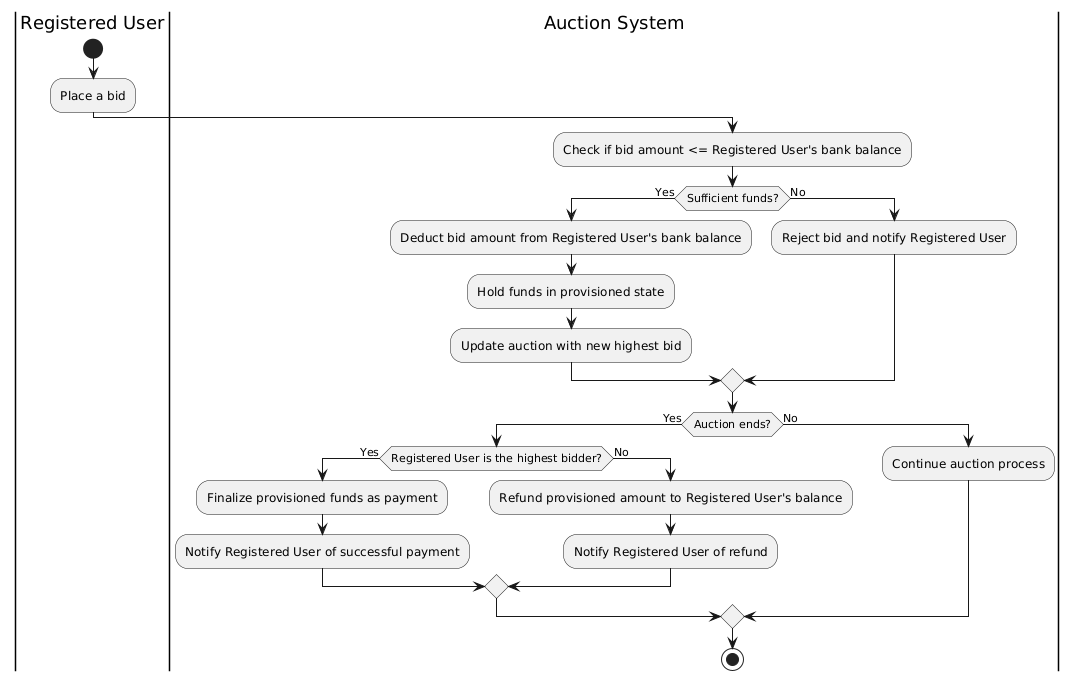 Registered User
Auction System
Place a bid
Check if bid amount <= Registered User's bank balance
Yes
Sufficient funds?
No
Deduct bid amount from Registered User's bank balance
Reject bid and notify Registered User
Hold funds in provisioned state
Update auction with new highest bid
Yes
Auction ends?
No
Yes
Registered User is the highest bidder?
No
Continue auction process
Finalize provisioned funds as payment
Refund provisioned amount to Registered User's balance
Notify Registered User of successful payment
Notify Registered User of refund